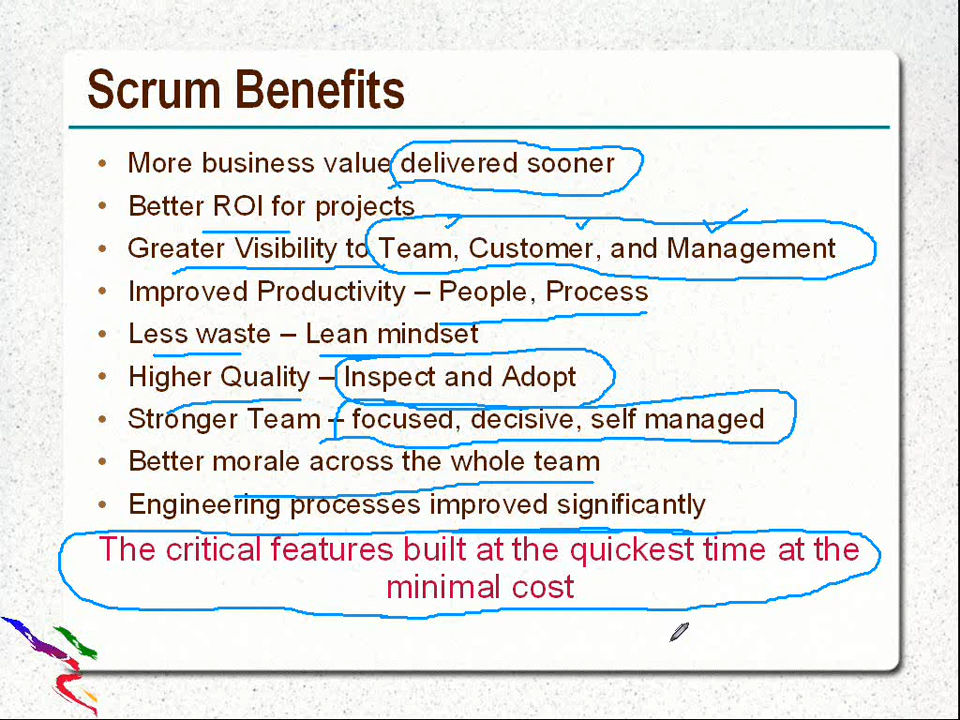 Scrum Benefits
• More business value delivered sooner
• Better ROI for projects
• Greater Visibility to Team, Customer, and Management
• Improved Productivity – People, Process
• Less waste – Lean mindset
• Higher Quality – Inspect and Adopt
• Stronger Team – focused, decisive, self managed
• Better morale across the whole team
• Engineering processes improved significantly
The critical features built at the quickest time at the
minimal cost